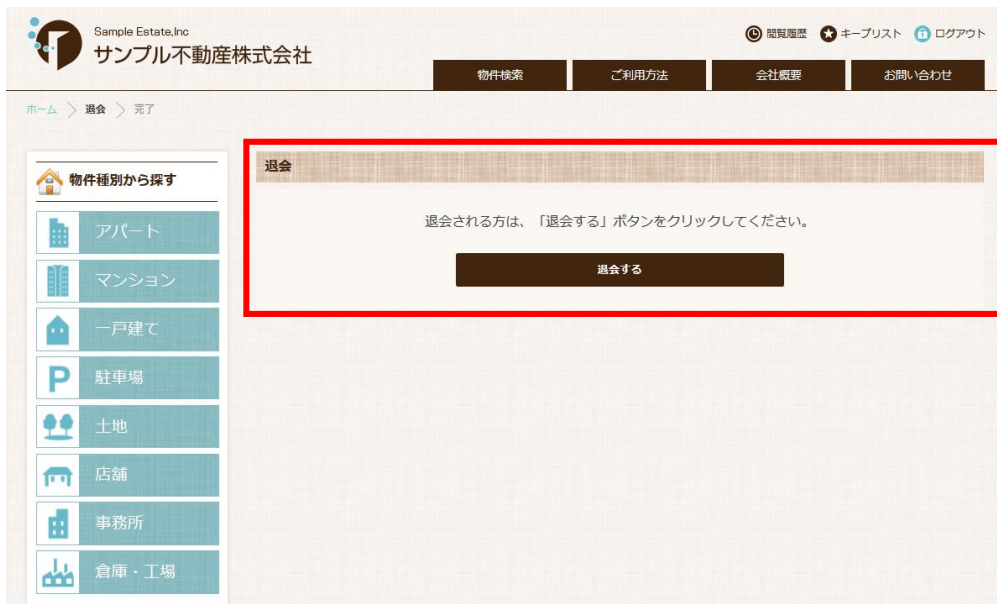 Sample Estate,Inc
サンプル不動産株式会社
閲覧履歴 キープリスト ログアウト
物件検索 ご利用方法 会社概要 お問い合わせ
ホーム > 退会 > 完了
物件種別から探す
アパート
マンション
一戸建て
駐車場
土地
店舗
事務所
倉庫・工場
退会
退会される方は、「退会する」ボタンをクリックしてください。
退会する